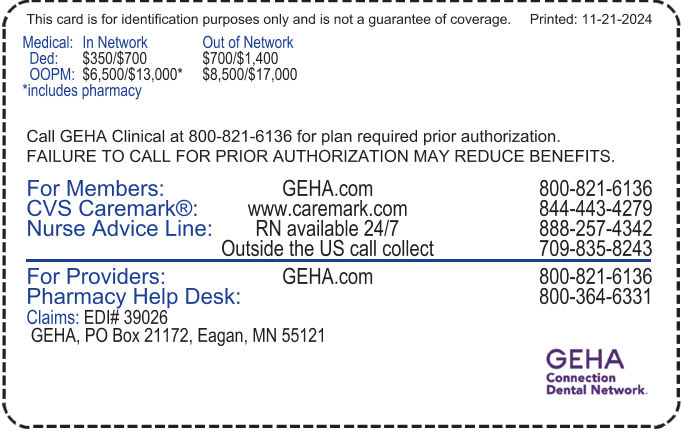 This card is for identification purposes only and is not a guarantee of coverage. Printed: 11-21-2024
Medical: In Network Out of Network
Ded: $350/$700 $700/$1,400
OOPM: $6,500/$13,000* $8,500/$17,000
*includes pharmacy
Call GEHA Clinical at 800-821-6136 for plan required prior authorization.
FAILURE TO CALL FOR PRIOR AUTHORIZATION MAY REDUCE BENEFITS.
For Members: GEHA.com 800-821-6136
CVS Caremark®: www.caremark.com 844-443-4279
Nurse Advice Line: RN available 24/7 888-257-4342
Outside the US call collect 709-835-8243
For Providers: GEHA.com 800-821-6136
Pharmacy Help Desk: 800-364-6331
Claims: EDI# 39026
GEHA, PO Box 21172, Eagan, MN 55121
GEHA
Connection
Dental Network.